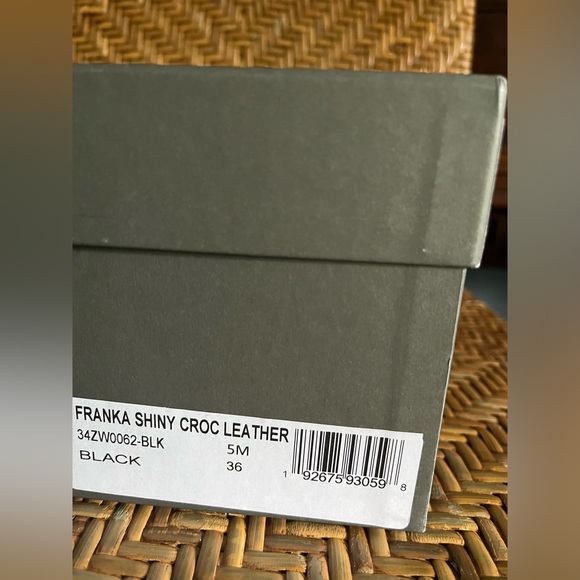 FRANKA SHINY CROC LEATHER
34ZW0062-BLK 5M
BLACK 36
1 92675 93059 8